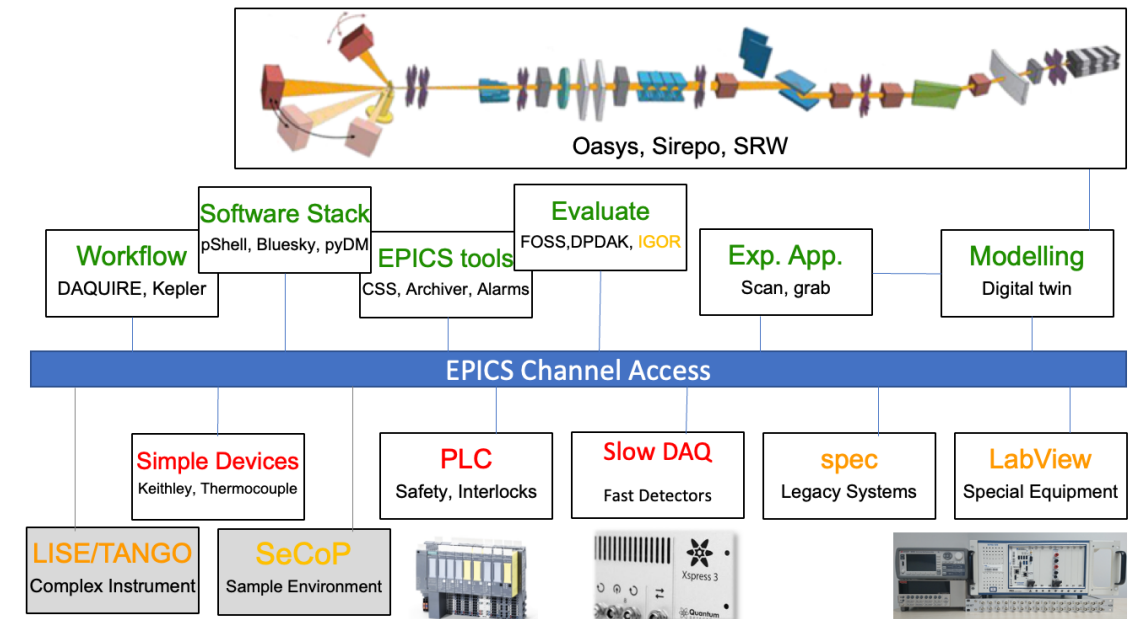 Oasys, Sirepo, SRW
Software Stack
pShell, Bluesky, pyDM
Evaluate
FOSS,DPDAK, IGOR
Workflow
DAQUIRE, Kepler
EPICS tools
CSS, Archiver, Alarms
Exp. App.
Scan, grab
Modelling
Digital twin
EPICS Channel Access
Simple Devices
Keithley, Thermocouple
PLC
Safety, Interlocks
Slow DAQ
Fast Detectors
spec
Legacy Systems
LabView
Special Equipment
LISE/TANGO
Complex Instrument
SeCoP
Sample Environment
Xspress 3
Quantum